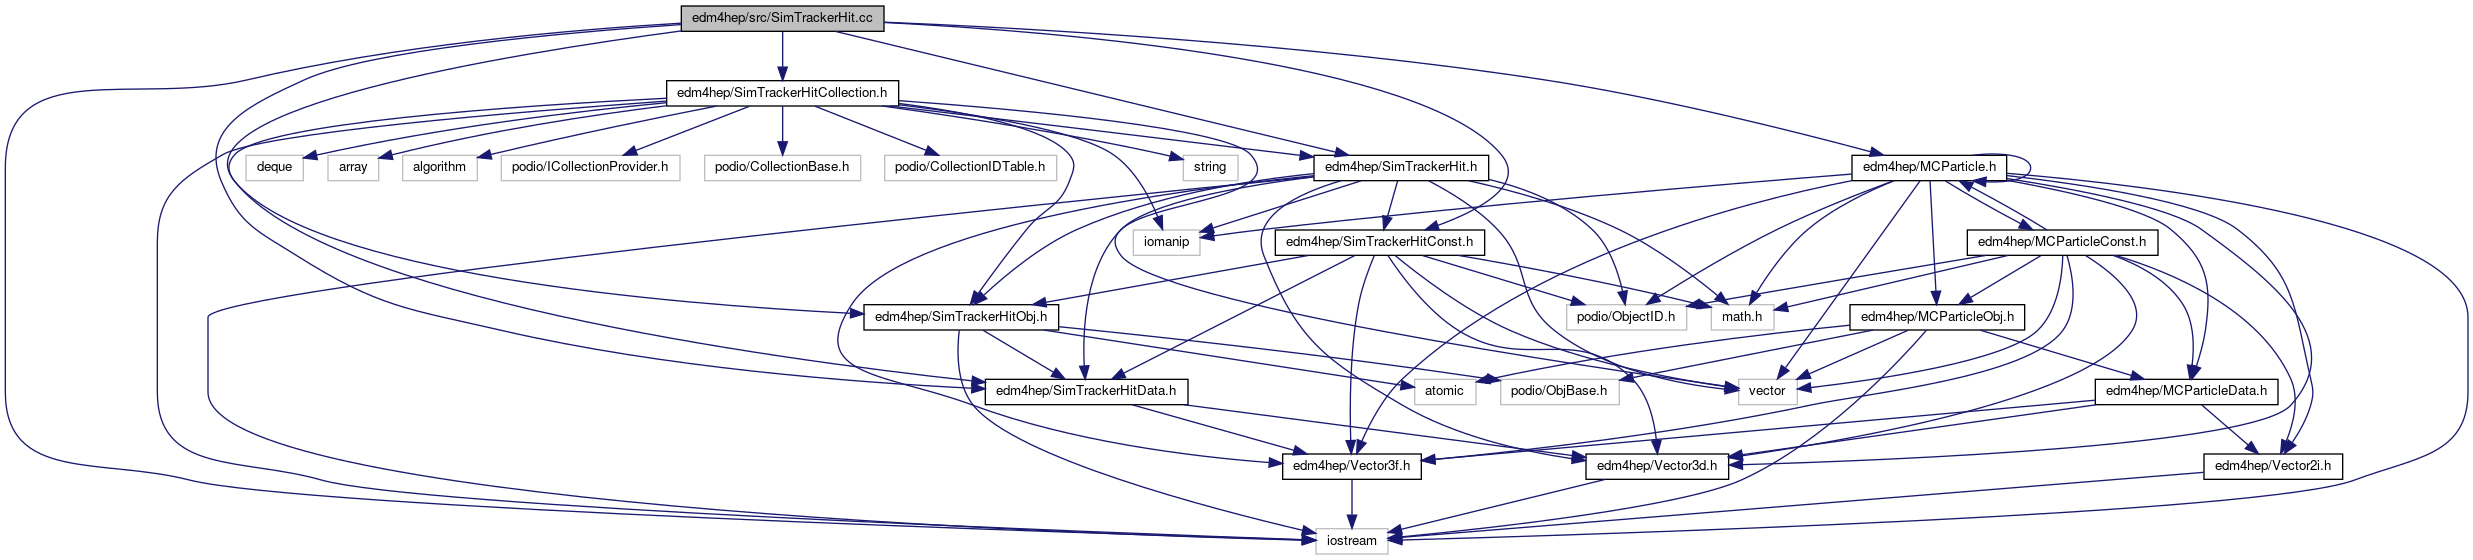 edm4hep/src/SimTrackerHit.cc
edm4hep/SimTrackerHitCollection.h
deque
array
algorithm
podio/ICollectionProvider.h
podio/CollectionBase.h
podio/CollectionIDTable.h
string
edm4hep/SimTrackerHit.h
edm4hep/MCParticle.h
iomanip
edm4hep/SimTrackerHitConst.h
edm4hep/MCParticleConst.h
edm4hep/SimTrackerHitObj.h
podio/ObjectID.h
math.h
edm4hep/MCParticleObj.h
edm4hep/SimTrackerHitData.h
atomic
podio/ObjBase.h
vector
edm4hep/MCParticleData.h
edm4hep/Vector3f.h
edm4hep/Vector3d.h
edm4hep/Vector2i.h
iostream